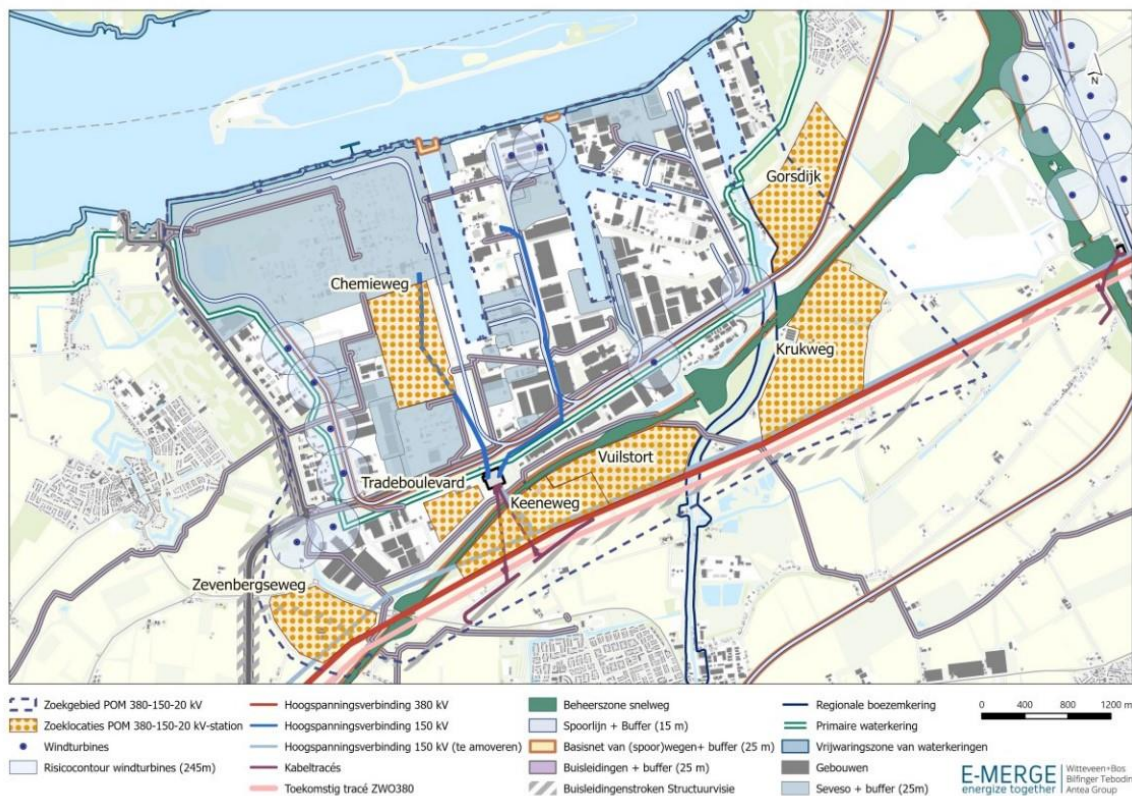 N
Gorsdijk
Chemieweg
Krukweg
Vuilstort
Tradeboulevard
Keeneweg
Zevenbergseweg
Zoekgebied POM 380-150-20 kV
Zoeklocaties POM 380-150-20 kV-station
Windturbines
Risicocontour windturbines (245m)
Hoogspanningsverbinding 380 kV
Hoogspanningsverbinding 150 kV
Hoogspanningsverbinding 150 kV (te amoveren)
Kabeltracés
Toekomstig tracé ZWO380
Beheerszone snelweg
Spoorlijn + Buffer (15 m)
Basisnet van (spoor)wegen+ buffer (25 m)
Buisleidingen + buffer (25 m)
Buisleidingenstroken Structuurvisie
Regionale boezemkering
Primaire waterkering
Vrijwaringszone van waterkeringen
Gebouwen
Seveso + buffer (25m)
0 400 800 1200 m
E-MERGE
energize together
Witteveen+Bos
Bilfinger Tebodin
Antea Group